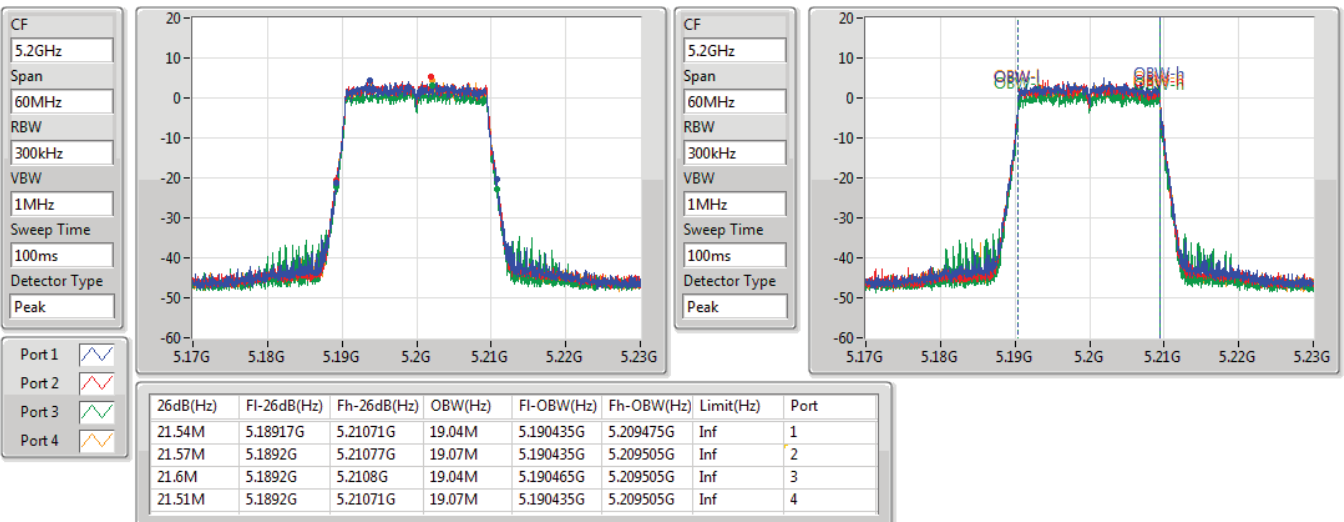 CF
5.2GHz
Span
60MHz
RBW
300kHz
VBW
1MHz
Sweep Time
100ms
Detector Type
Peak
20
10
0
-10
-20
-30
-40
-50
-60
5.17G 5.18G 5.19G 5.2G 5.21G 5.22G 5.23G
CF
5.2GHz
Span
60MHz
RBW
300kHz
VBW
1MHz
Sweep Time
100ms
Detector Type
Peak
20
10
0
-10
-20
-30
-40
-50
-60
OBW-l OBW-h
5.17G 5.18G 5.19G 5.2G 5.21G 5.22G 5.23G
Port 1
Port 2
Port 3
Port 4
26dB(Hz) Fl-26dB(Hz) Fh-26dB(Hz) OBW(Hz) Fl-OBW(Hz) Fh-OBW(Hz) Limit(Hz) Port
21.54M 5.18917G 5.21071G 19.04M 5.190435G 5.209475G Inf 1
21.57M 5.1892G 5.21077G 19.07M 5.190435G 5.209505G Inf 2
21.6M 5.1892G 5.2108G 19.04M 5.190465G 5.209505G Inf 3
21.51M 5.1892G 5.21071G 19.07M 5.190435G 5.209505G Inf 4